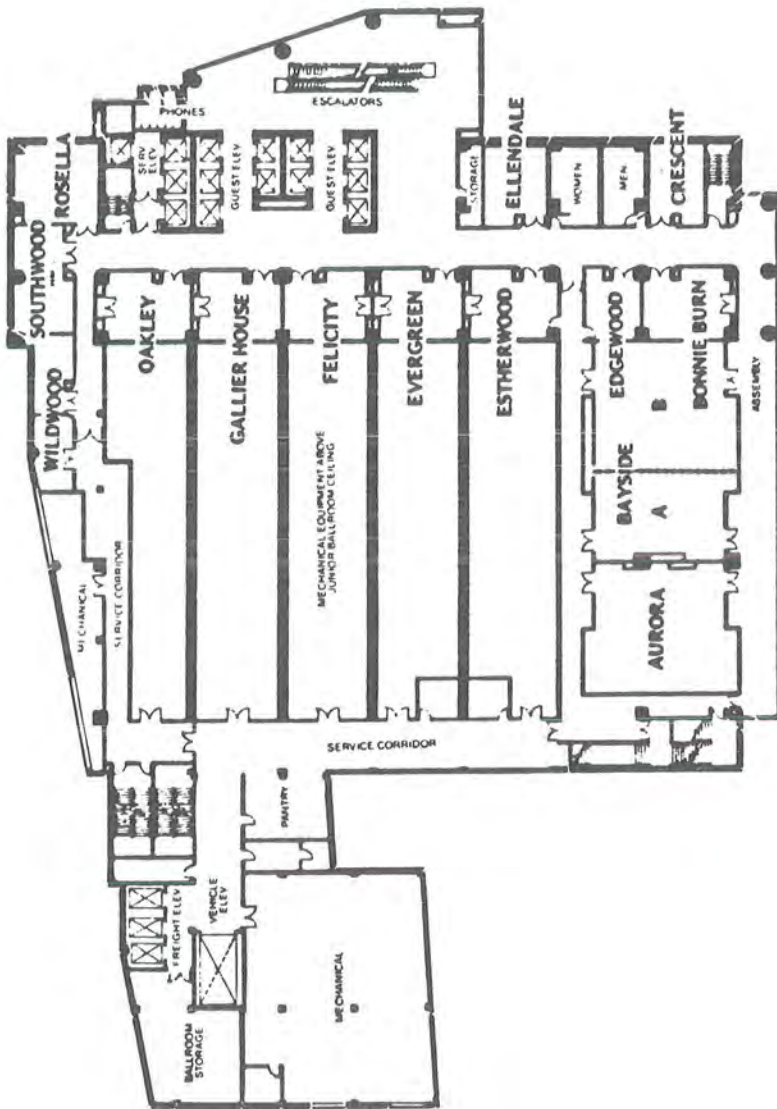 PHONES
ESCALATORS
SERV ELEV
GUEST ELEV
GUEST ELEV
STORAGE
ELLENDALE
WOMEN
MEN
CRESCENT
ROSELLA
SOUTHWOOD
WILDWOOD
OAKLEY
GALLIER HOUSE
FELICITY
EVERGREEN
ESTHERWOOD
EDGEWOOD
BONNIE BURN
BAYSIDE
A
B
AURORA
ASSEMBLY
MECHANICAL
SERVICE CORRIDOR
MECHANICAL EQUIPMENT ABOVE
JUNIOR BALLROOM CEILING
SERVICE CORRIDOR
PANTRY
FREIGHT ELEV
VEHICLE
ELEV
BALLROOM
STORAGE
MECHANICAL